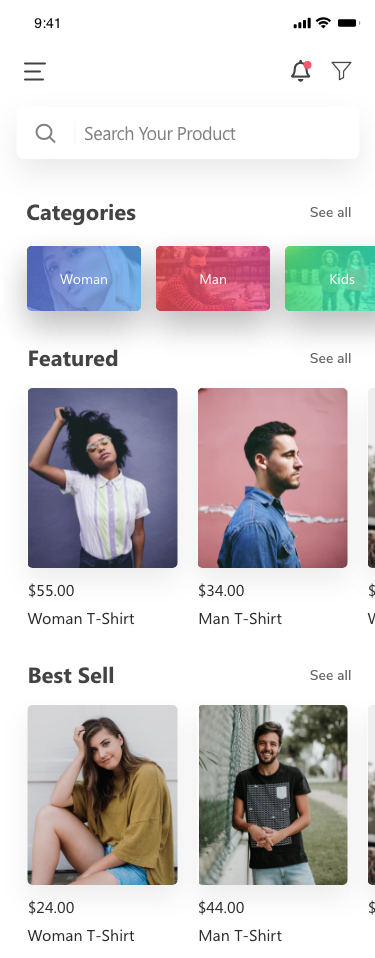 9:41
Search Your Product
Categories
See all
Woman
Man
Kids
Featured
See all
$55.00
$34.00
$
Woman T-Shirt
Man T-Shirt
Best Sell
See all
$24.00
$44.00
$
Woman T-Shirt
Man T-Shirt